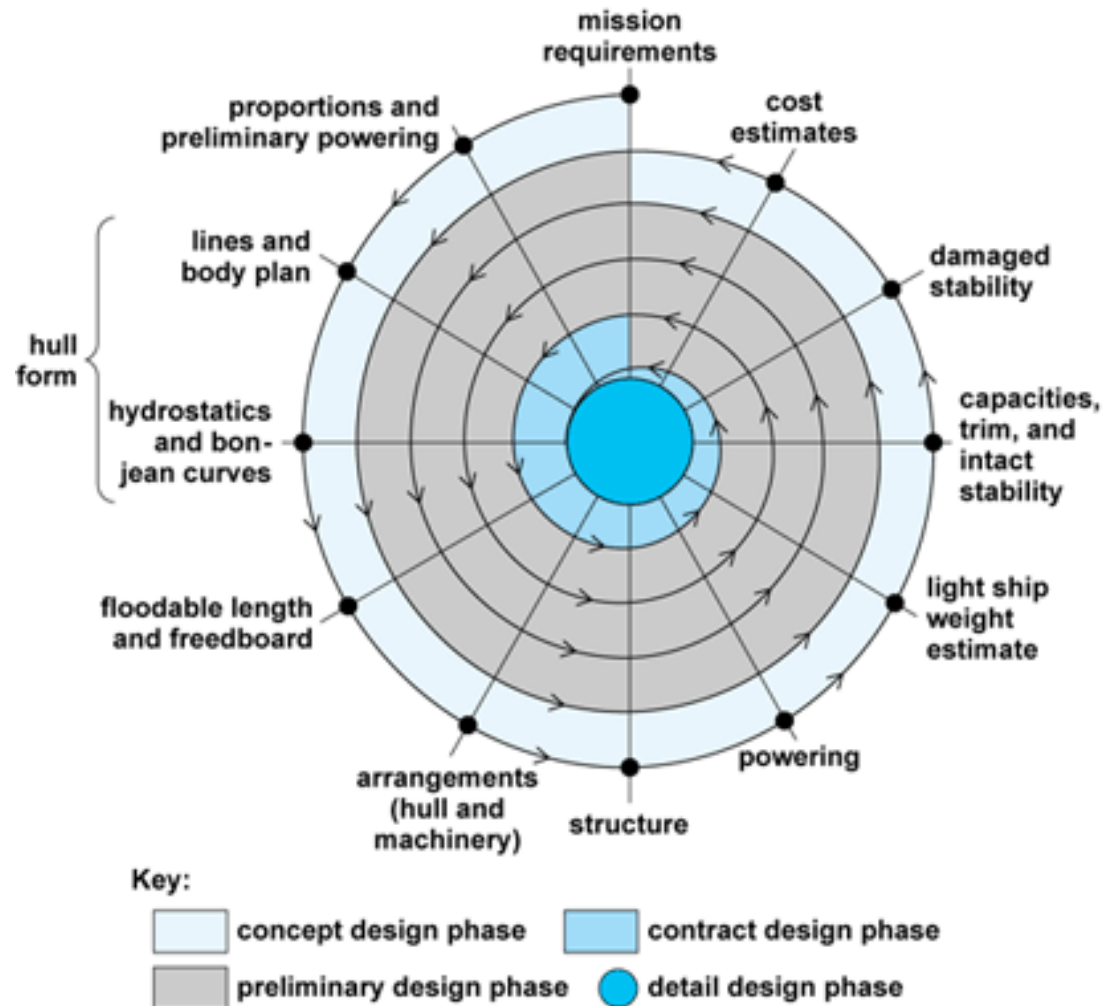 mission
requirements
cost
estimates
proportions and
preliminary powering
damaged
stability
lines and
body plan
hull
form
hydrostatics
and bon-
jean curves
capacities,
trim, and
intact
stability
floodable length
and freedboard
light ship
weight
estimate
arrangements
(hull and
machinery)
structure
powering
Key:
concept design phase
contract design phase
preliminary design phase
detail design phase